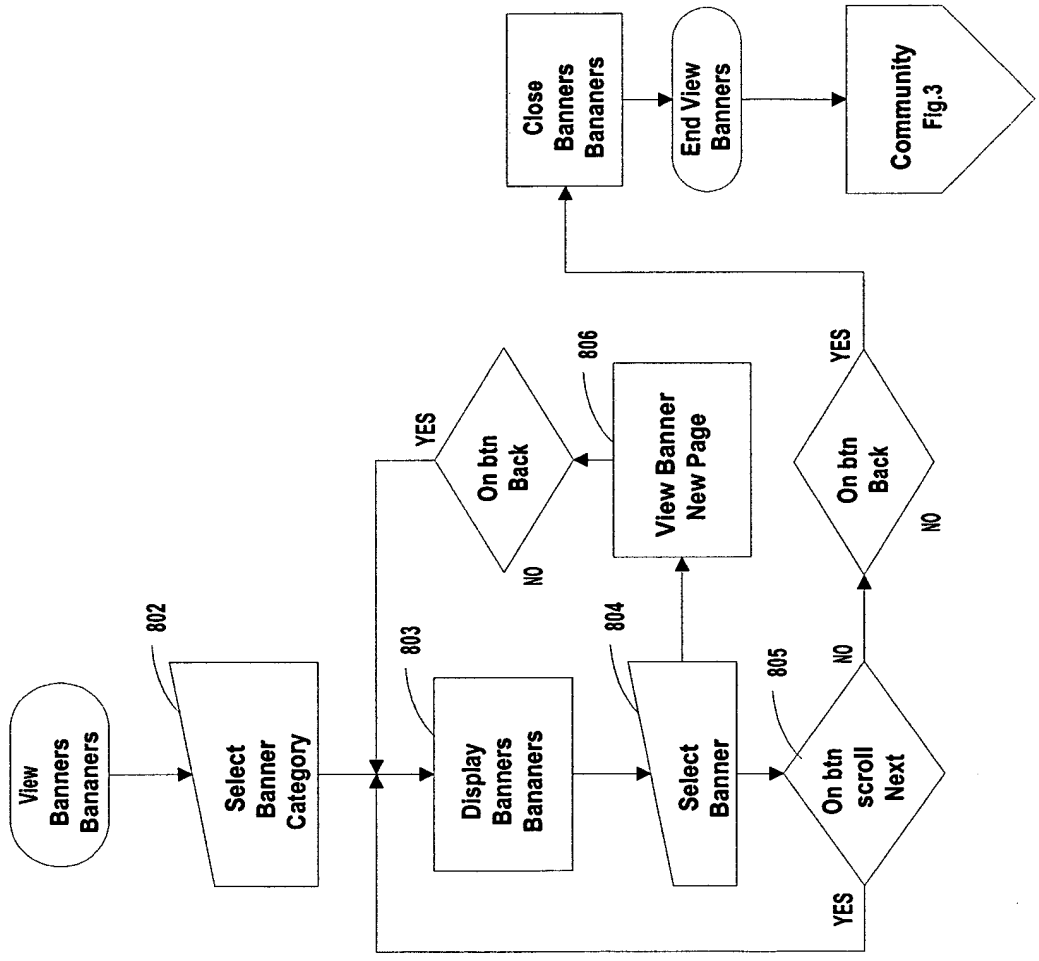 View
Banners
Bananers
802
Select
Banner
Category
803
Display
Banners
Bananers
804
Select
Banner
805
On btn
scroll
Next
YES
NO
806
View Banner
New Page
On btn
Back
YES
NO
On btn
Back
YES
NO
Close
Banners
Bananers
End View
Banners
Community
Fig.3